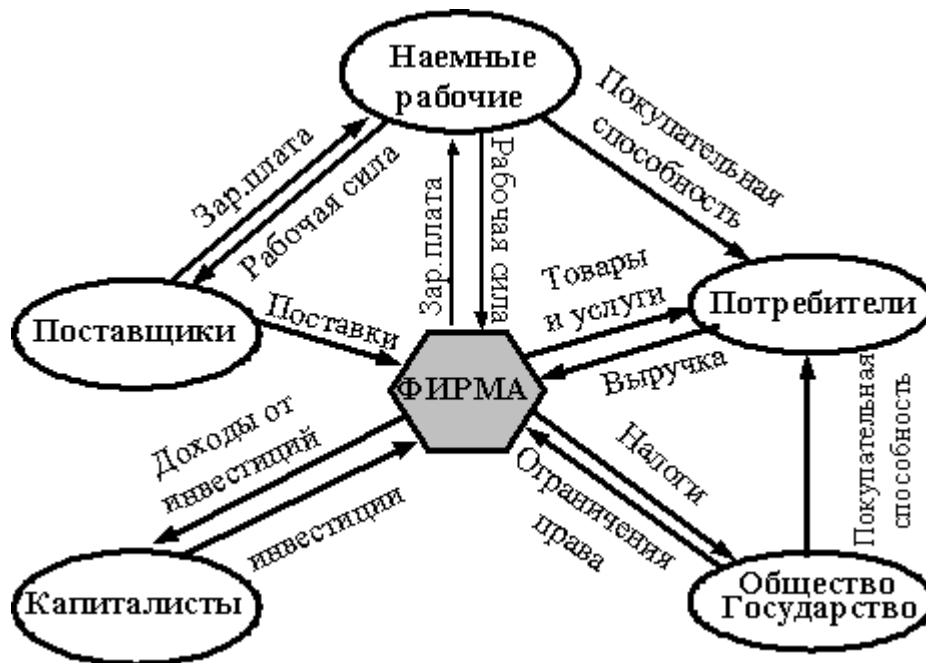 Наемные
рабочие
Покупательная
способность
Зар.плата
Рабочая сила
Зар.плата
Рабочая сила
Товары
и услуги
Потребители
Поставщики
Поставки
ФИРМА
Выручка
Покупательная
способность
Доходы от
инвестиций
инвестиции
Налоги
Ограничения
права
Капиталисты
Общество
Государство